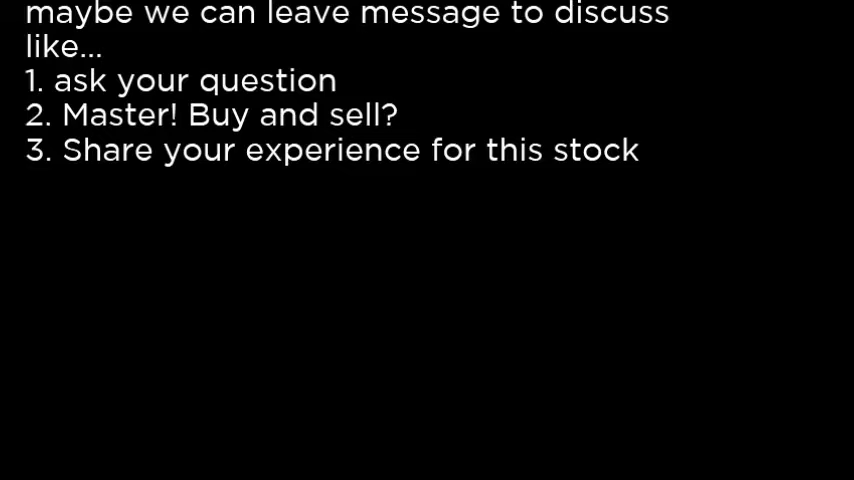 maybe we can leave message to discuss
like...
1. ask your question
2. Master! Buy and sell?
3. Share your experience for this stock